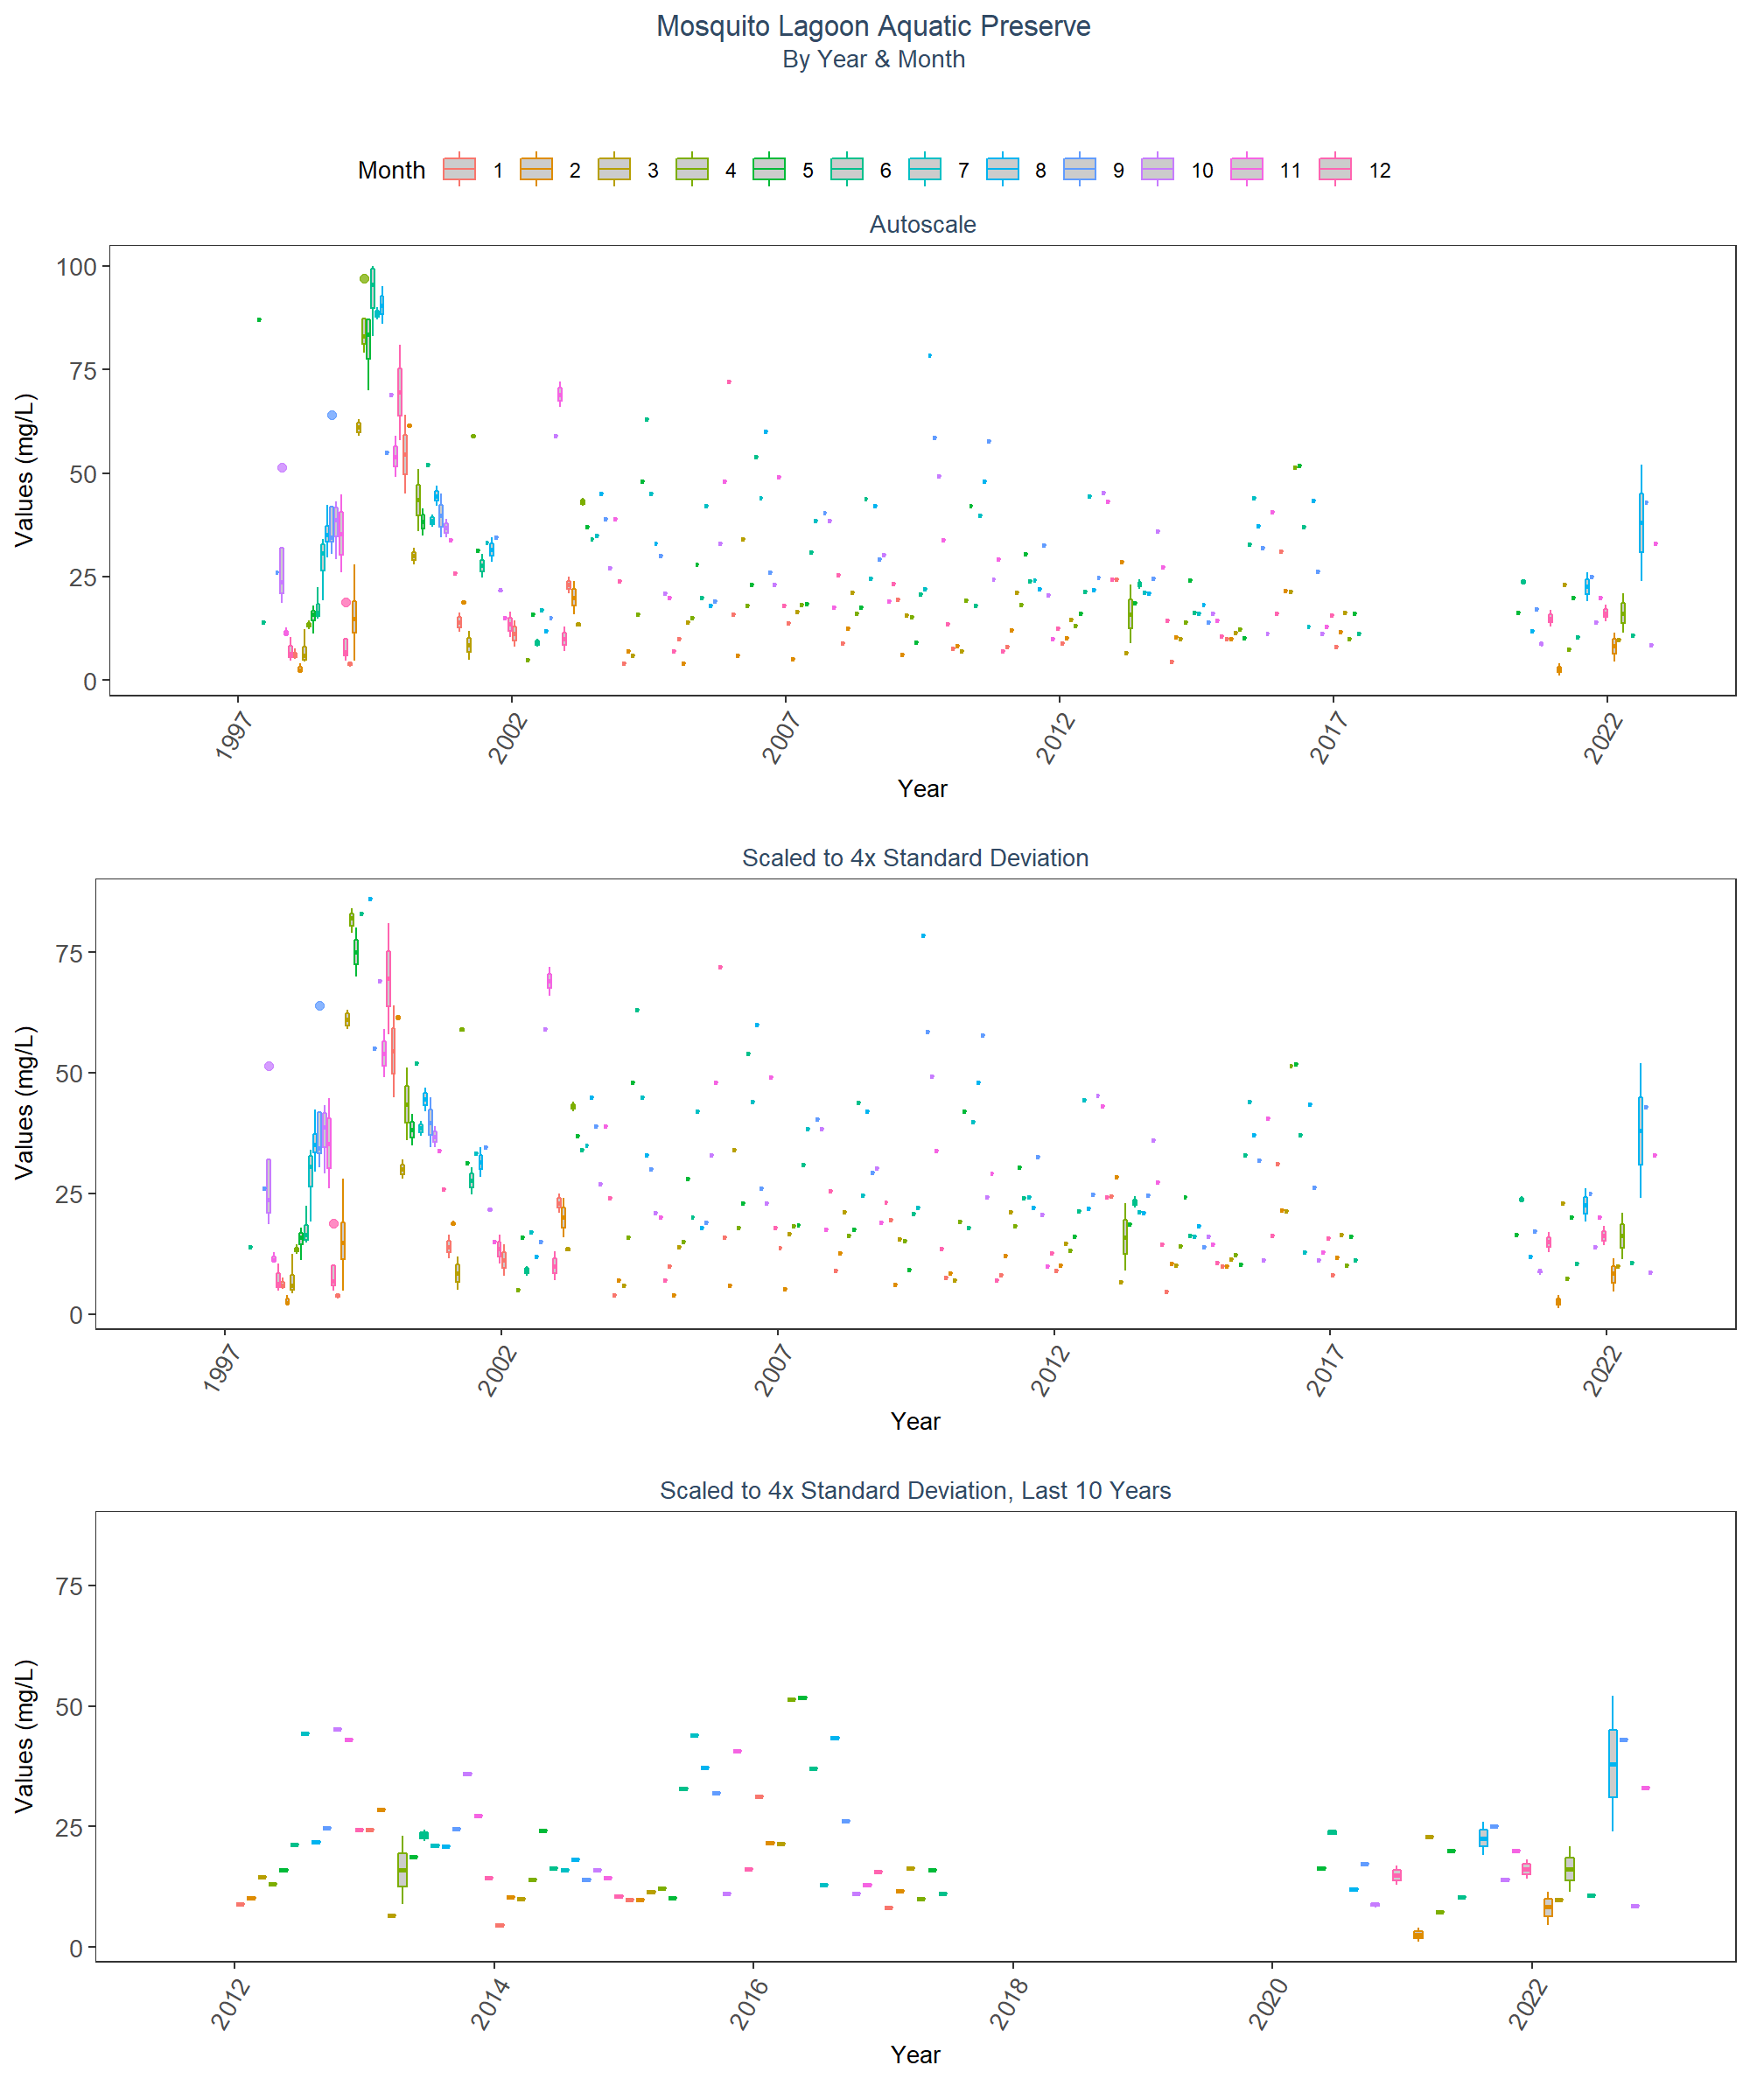 Mosquito Lagoon Aquatic Preserve
By Year & Month
Month 1 2 3 4 5 6 7 8 9 10 11 12
Autoscale
Values (mg/L)
100
75
50
25
0
1997 2002 2007 2012 2017 2022
Year
Scaled to 4x Standard Deviation
Values (mg/L)
75
50
25
0
1997 2002 2007 2012 2017 2022
Year
Scaled to 4x Standard Deviation, Last 10 Years
Values (mg/L)
75
50
25
0
2012 2014 2016 2018 2020 2022
Year